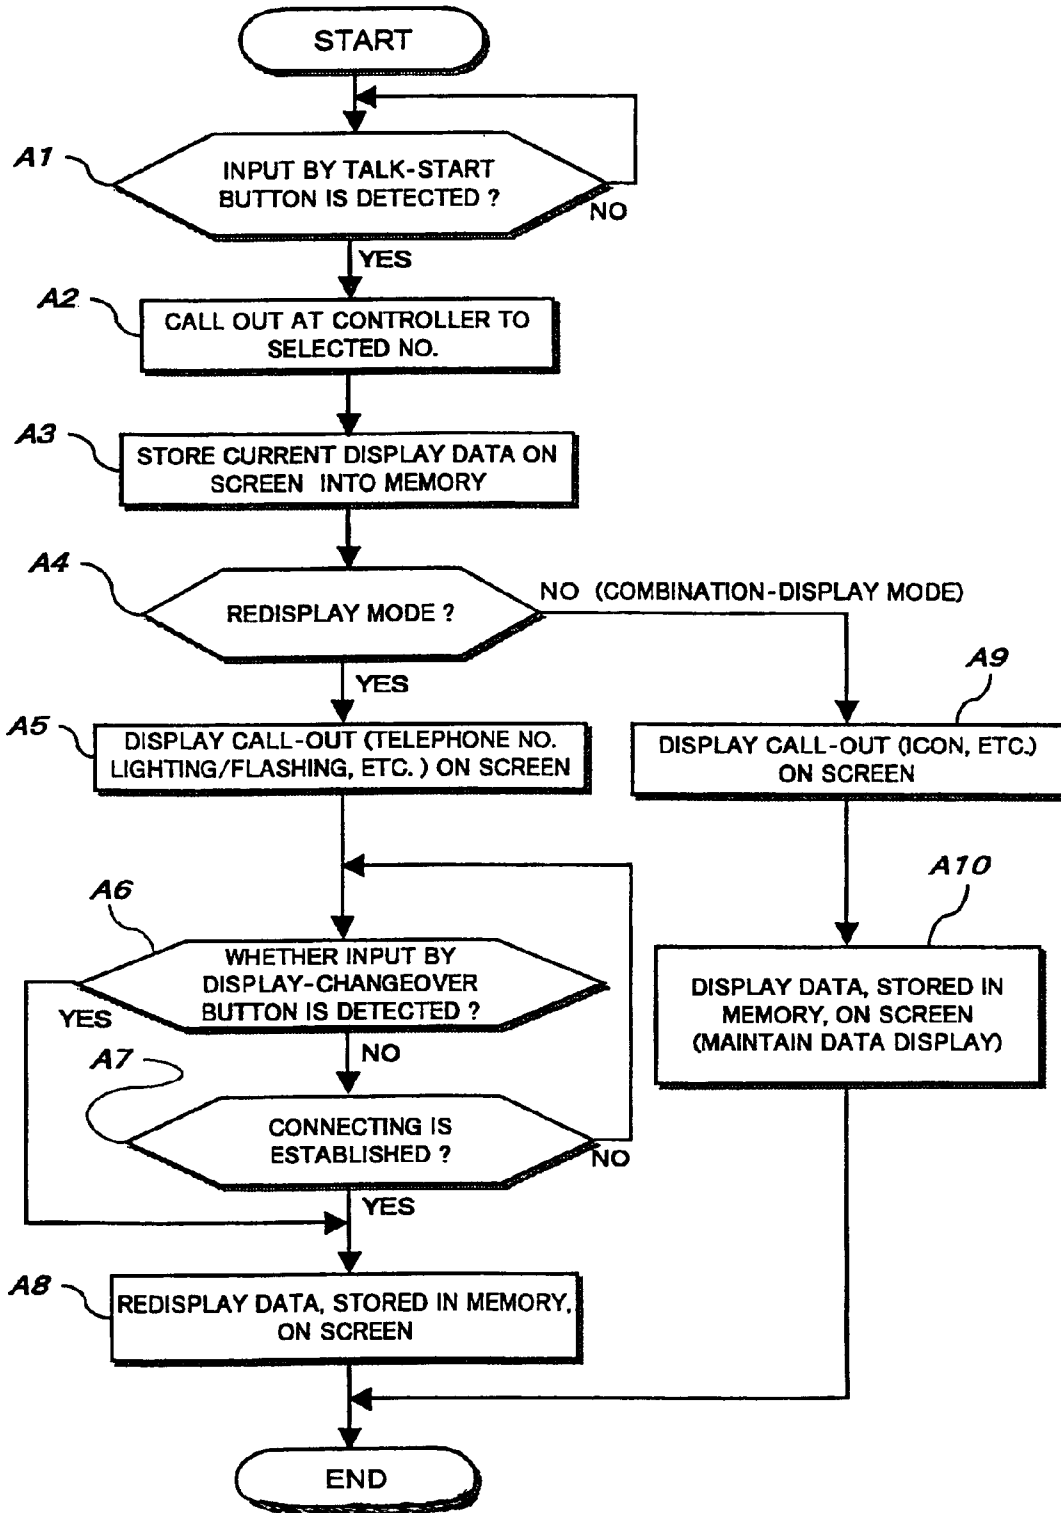 START
A1
INPUT BY TALK-START
BUTTON IS DETECTED ?
NO
YES
A2
CALL OUT AT CONTROLLER TO
SELECTED NO.
A3
STORE CURRENT DISPLAY DATA ON
SCREEN INTO MEMORY
A4
REDISPLAY MODE ?
NO (COMBINATION-DISPLAY MODE)
YES
A5
DISPLAY CALL-OUT (TELEPHONE NO.
LIGHTING/FLASHING, ETC. ) ON SCREEN
A9
DISPLAY CALL-OUT (ICON, ETC.)
ON SCREEN
A6
WHETHER INPUT BY
DISPLAY-CHANGEOVER
BUTTON IS DETECTED ?
YES
NO
A10
DISPLAY DATA, STORED IN
MEMORY, ON SCREEN
(MAINTAIN DATA DISPLAY)
A7
CONNECTING IS
ESTABLISHED ?
NO
YES
A8
REDISPLAY DATA, STORED IN MEMORY,
ON SCREEN
END